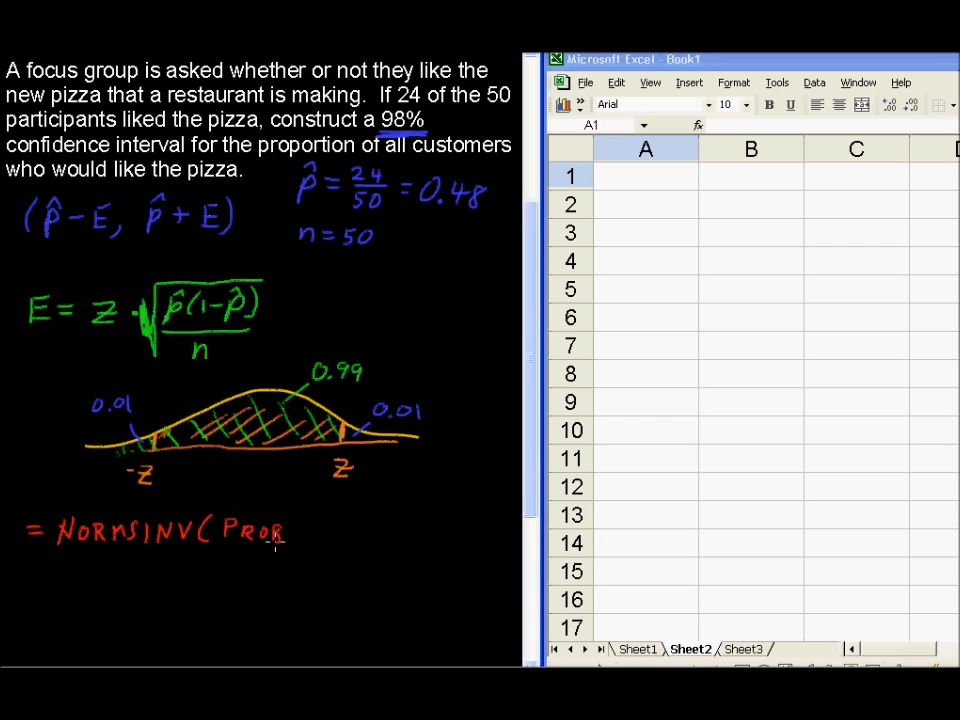 A focus group is asked whether or not they like the
new pizza that a restaurant is making. If 24 of the 50
participants liked the pizza, construct a 98%
confidence interval for the proportion of all customers
who would like the pizza.
p̂ = 24/50 = 0.48
(p̂ - E, p̂ + E)
n = 50
E = z · √(p̂(1-p̂)/n)
0.99
0.01
0.01
-z
z
= NORMSINV( PROB
Microsoft Excel - Book1
File Edit View Insert Format Tools Data Window Help
Arial 10 B U
A1 fx
A B C D
1
2
3
4
5
6
7
8
9
10
11
12
13
14
15
16
17
Sheet1 Sheet2 Sheet3